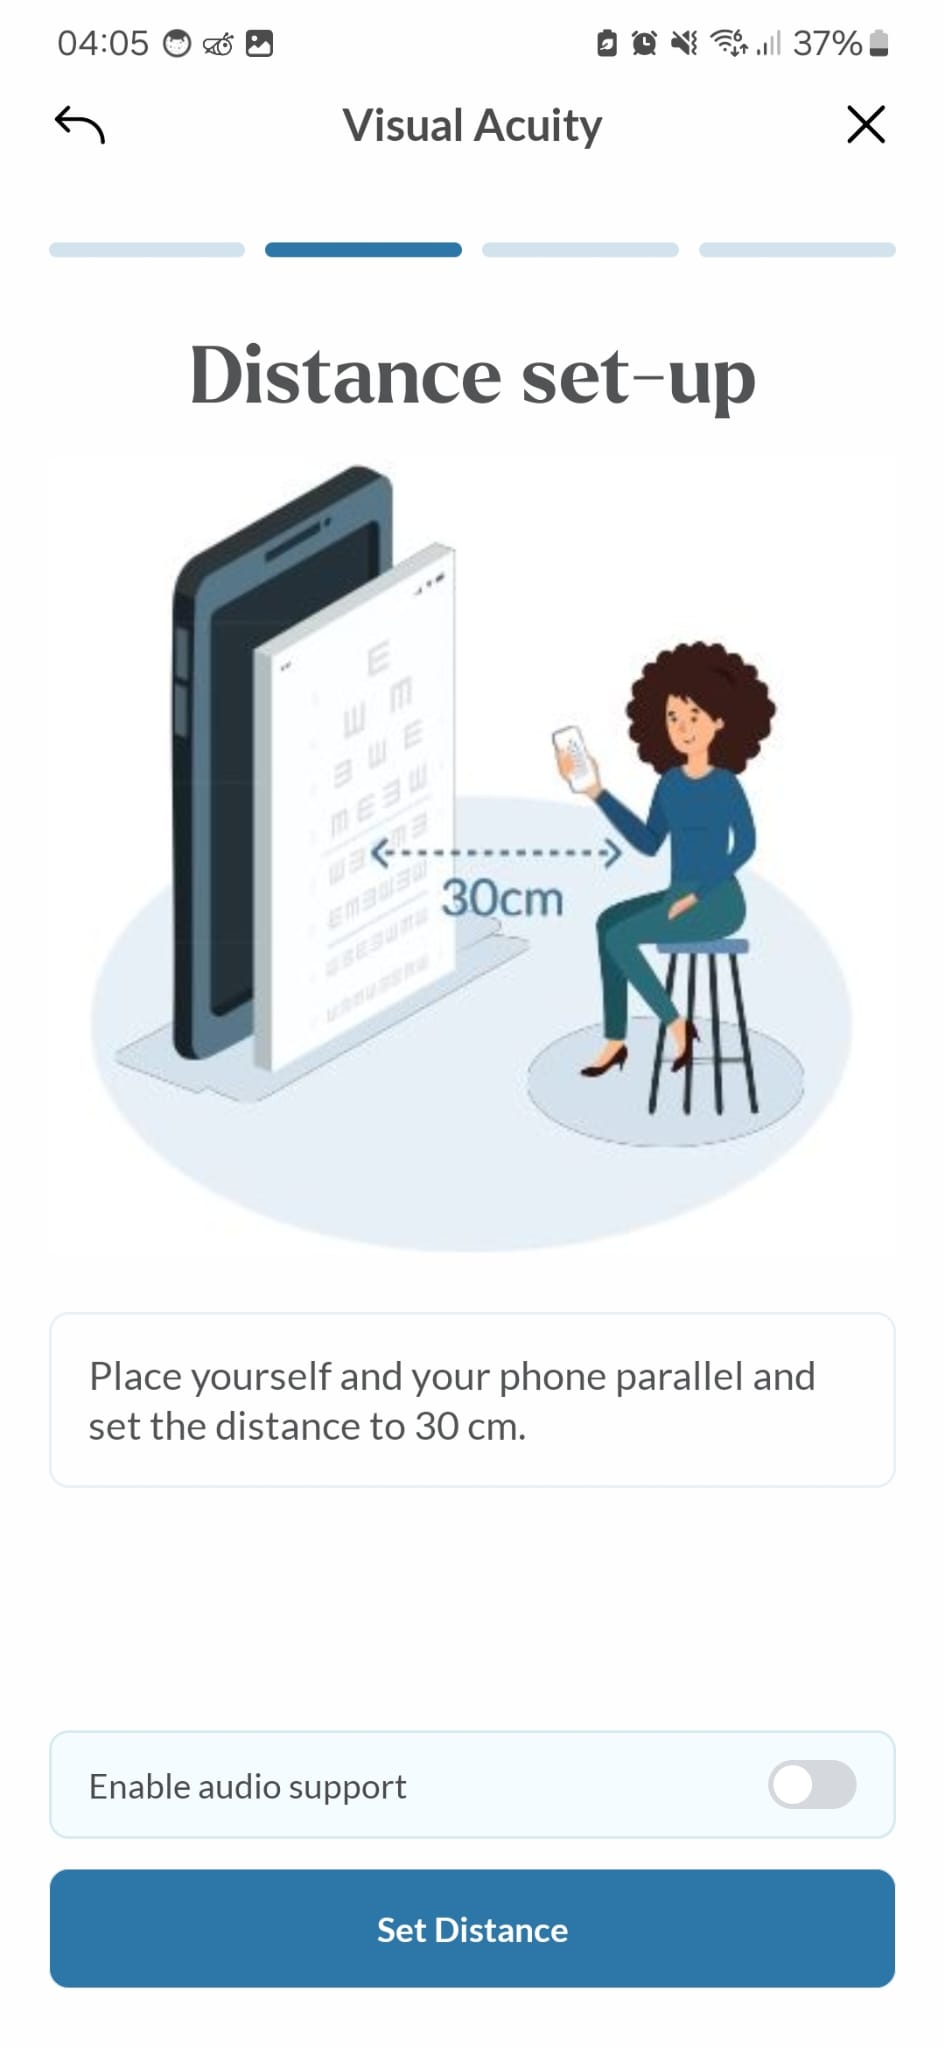 04:05
37%
Visual Acuity
Distance set-up
E
30cm
Place yourself and your phone parallel and
set the distance to 30 cm.
Enable audio support
Set Distance